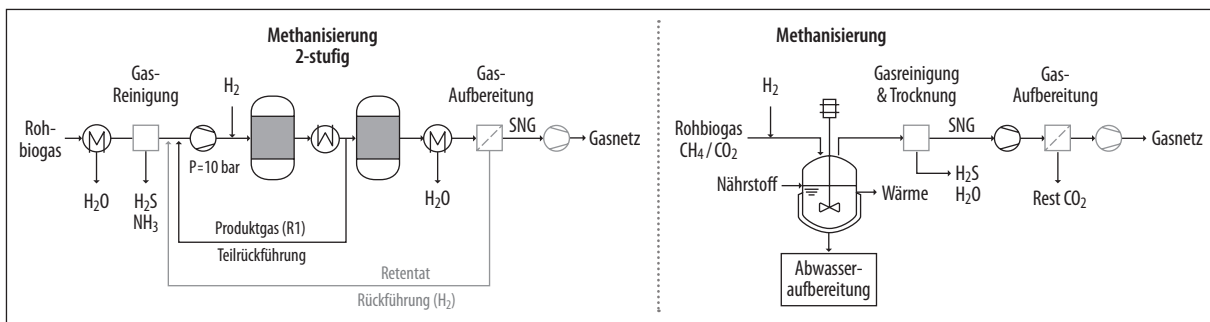 Methanisierung
2-stufig
Gas-
Reinigung
H₂
Gas-
Aufbereitung
Roh-
biogas
P=10 bar
SNG
Gasnetz
H₂O
H₂S
NH₃
H₂O
Produktgas (R1)
Teilrückführung
Retentat
Rückführung (H₂)
Methanisierung
H₂
Gasreinigung
& Trocknung
Gas-
Aufbereitung
Rohbiogas
CH₄ / CO₂
SNG
Gasnetz
Nährstoff
Wärme
H₂S
H₂O
Rest CO₂
Abwasser-
aufbereitung